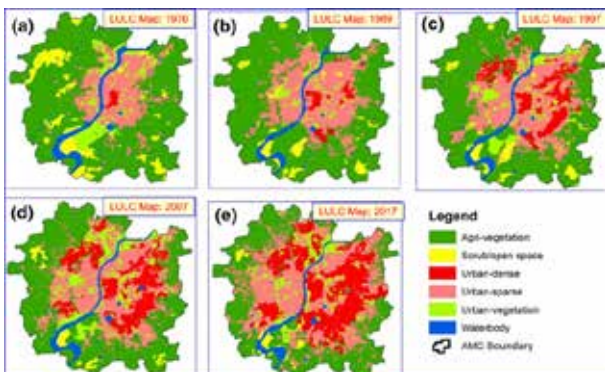 (a)
LULC Map: 1976
(b)
LULC Map: 1989
(c)
LULC Map: 1997
(d)
LULC Map: 2007
(e)
LULC Map: 2017
Legend
Agri-vegetation
Scrub/open space
Urban-dense
Urban-sparse
Urban-vegetation
Waterbody
AMC Boundary